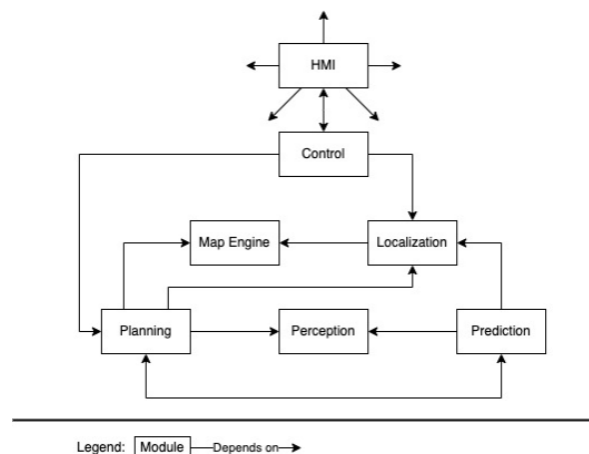 HMI
Control
Map Engine
Localization
Planning
Perception
Prediction
Legend: Module Depends on